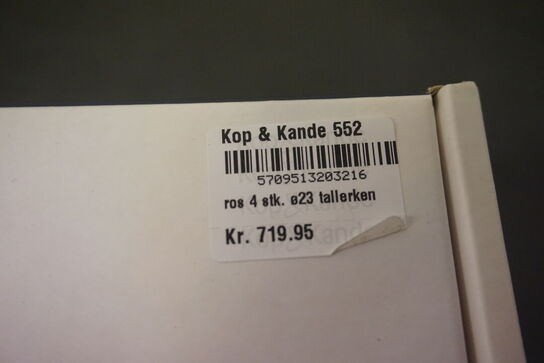 Kop & Kande 552
5709513203216
ros 4 stk. ø23 tallerken
Kr. 719.95